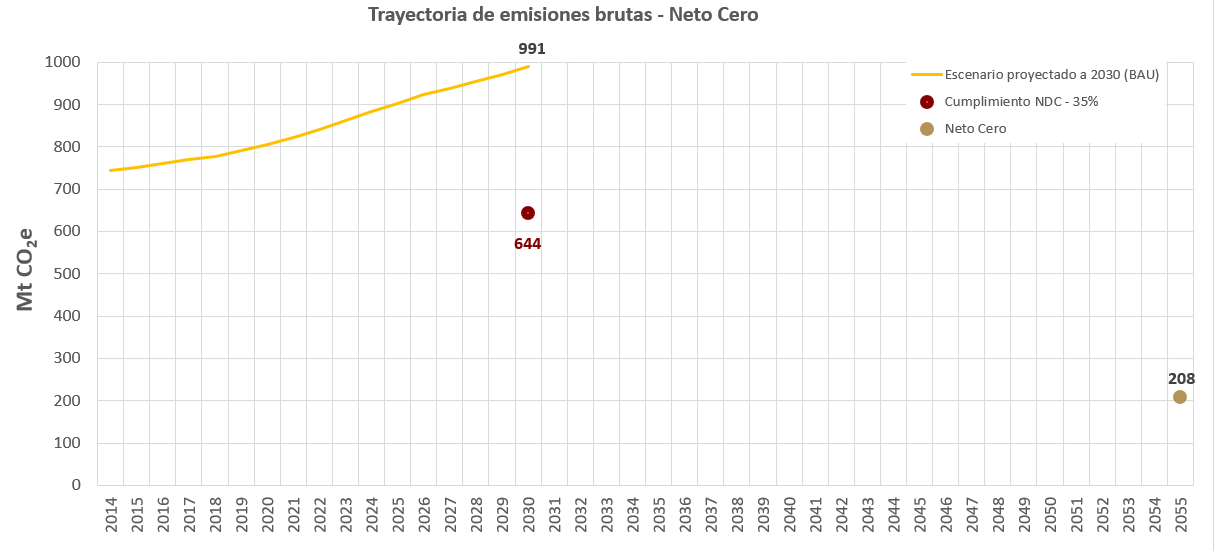 Trayectoria de emisiones brutas - Neto Cero
991
Escenario proyectado a 2030 (BAU)
Cumplimiento NDC - 35%
Neto Cero
Mt CO₂e
1000
900
800
700
600
500
400
300
200
100
0
644
208
2014 2015 2016 2017 2018 2019 2020 2021 2022 2023 2024 2025 2026 2027 2028 2029 2030 2031 2032 2033 2034 2035 2036 2037 2038 2039 2040 2041 2042 2043 2044 2045 2046 2047 2048 2049 2050 2051 2052 2053 2054 2055